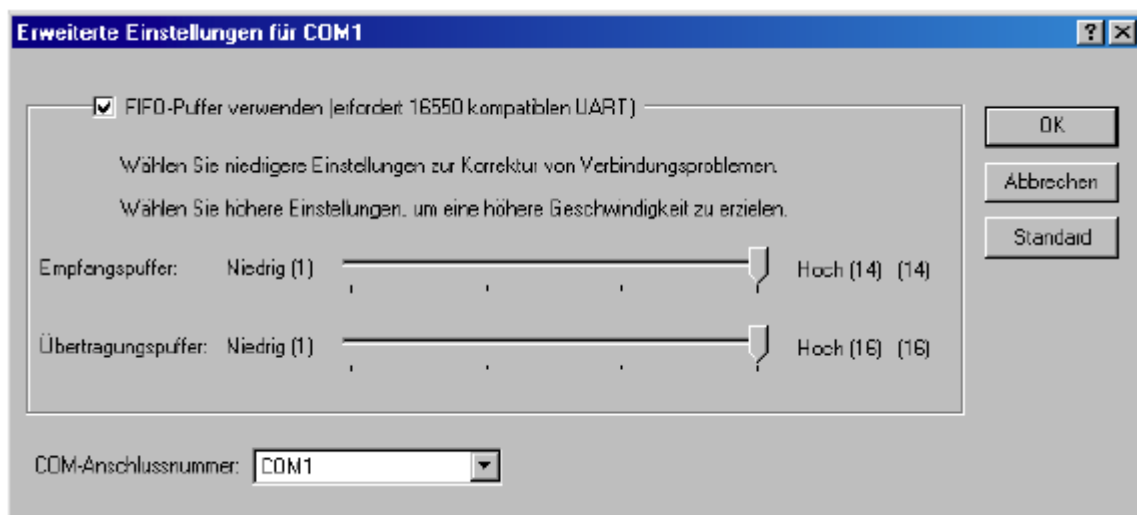 Erweiterte Einstellungen für COM1
FIFO-Puffer verwenden (erfordert 16550 kompatiblen UART)
OK
Wählen Sie niedrigere Einstellungen zur Korrektur von Verbindungsproblemen.
Abbrechen
Wählen Sie höhere Einstellungen, um eine höhere Geschwindigkeit zu erzielen.
Standard
Empfangspuffer: Niedrig (1) Hoch (14) (14)
Übertragungspuffer: Niedrig (1) Hoch (16) (16)
COM-Anschlussnummer: COM1